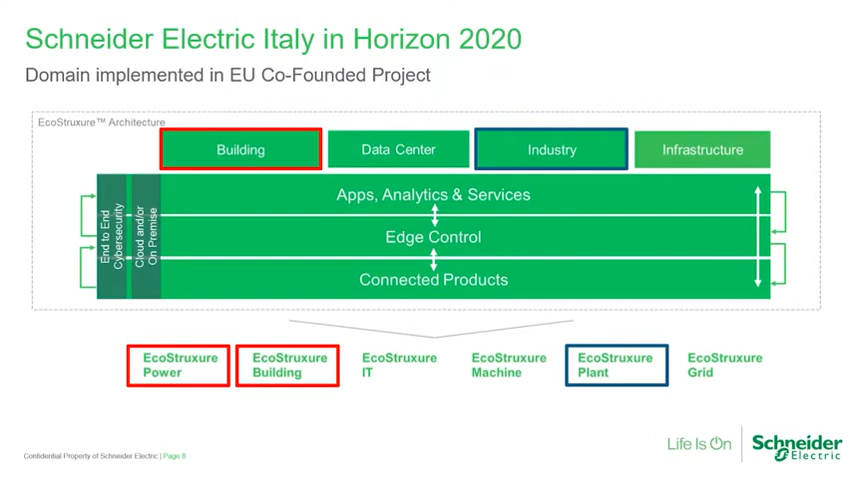 Schneider Electric Italy in Horizon 2020
Domain implemented in EU Co-Founded Project
EcoStruxure™ Architecture
Building
Data Center
Industry
Infrastructure
End to End
Cybersecurity
Cloud and/or
On Premise
Apps, Analytics & Services
Edge Control
Connected Products
EcoStruxure
Power
EcoStruxure
Building
EcoStruxure
IT
EcoStruxure
Machine
EcoStruxure
Plant
EcoStruxure
Grid
Confidential Property of Schneider Electric | Page 8
Life Is On
Schneider
Electric